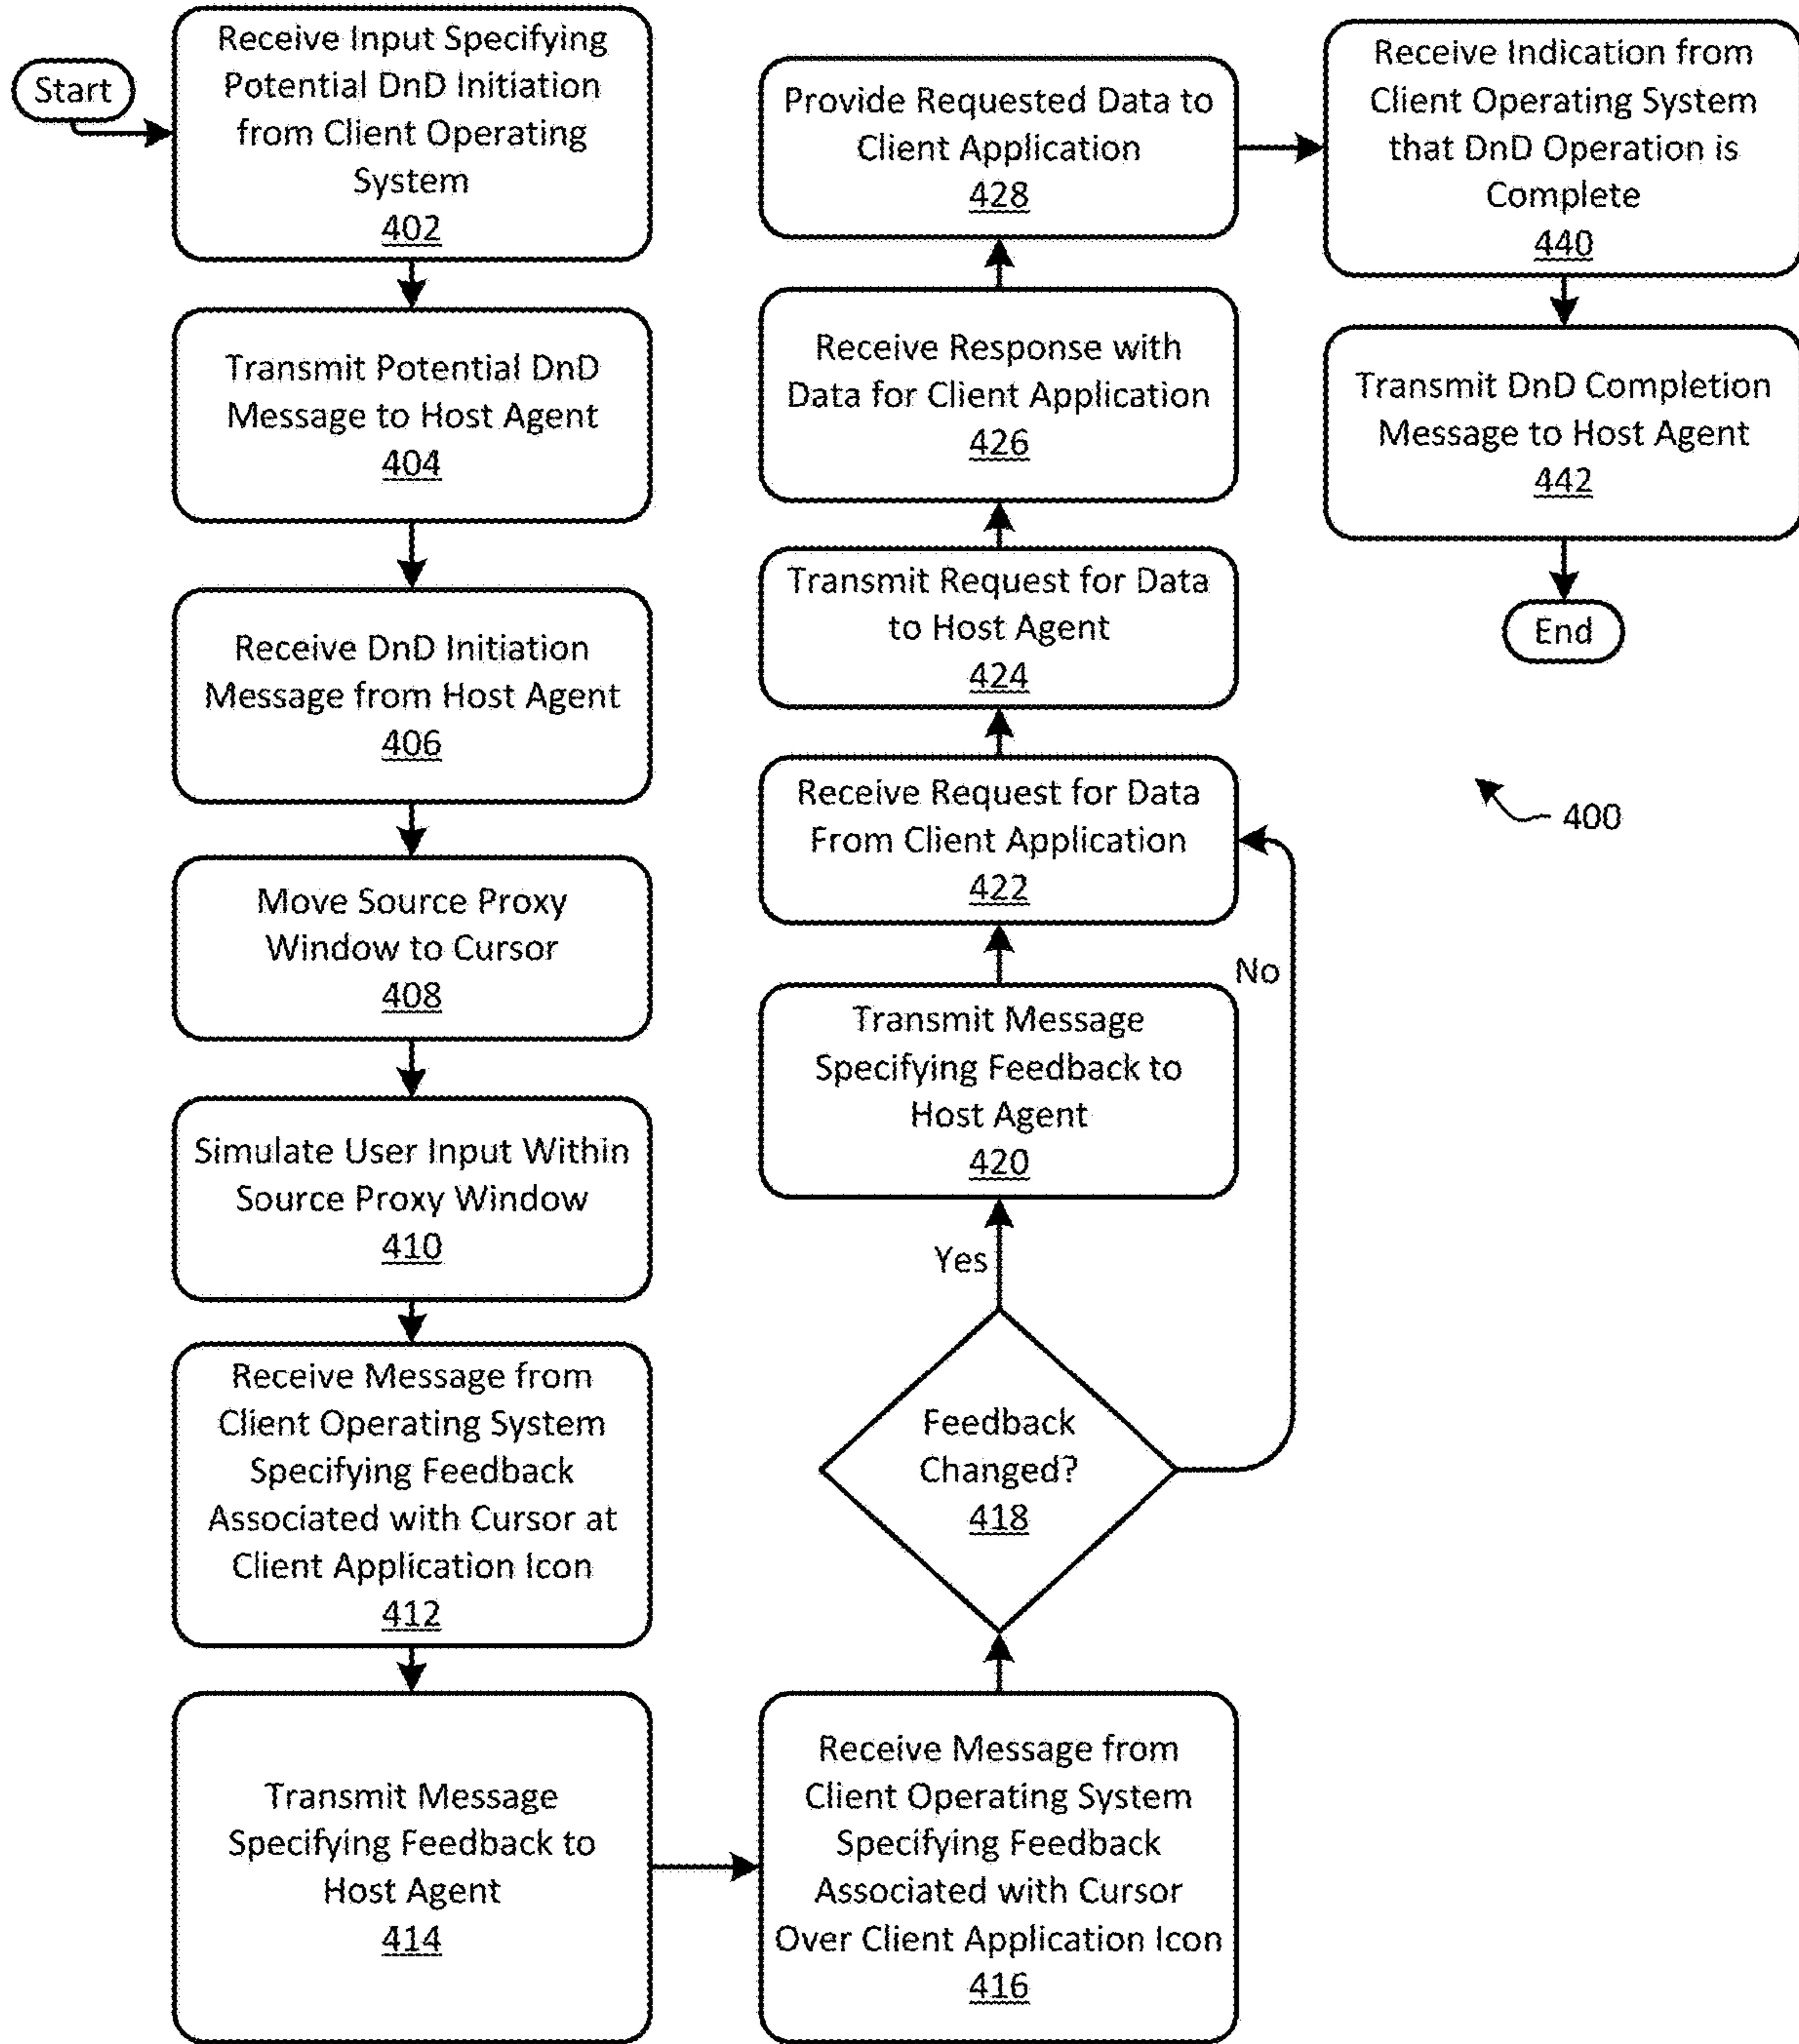 Start
Receive Input Specifying
Potential DnD Initiation
from Client Operating
System
402
Transmit Potential DnD
Message to Host Agent
404
Receive DnD Initiation
Message from Host Agent
406
Move Source Proxy
Window to Cursor
408
Simulate User Input Within
Source Proxy Window
410
Receive Message from
Client Operating System
Specifying Feedback
Associated with Cursor at
Client Application Icon
412
Transmit Message
Specifying Feedback to
Host Agent
414
Receive Message from
Client Operating System
Specifying Feedback
Associated with Cursor
Over Client Application Icon
416
Feedback
Changed?
418
Yes
No
Transmit Message
Specifying Feedback to
Host Agent
420
Receive Request for Data
From Client Application
422
Transmit Request for Data
to Host Agent
424
Receive Response with
Data for Client Application
426
Provide Requested Data to
Client Application
428
Receive Indication from
Client Operating System
that DnD Operation is
Complete
440
Transmit DnD Completion
Message to Host Agent
442
End
400